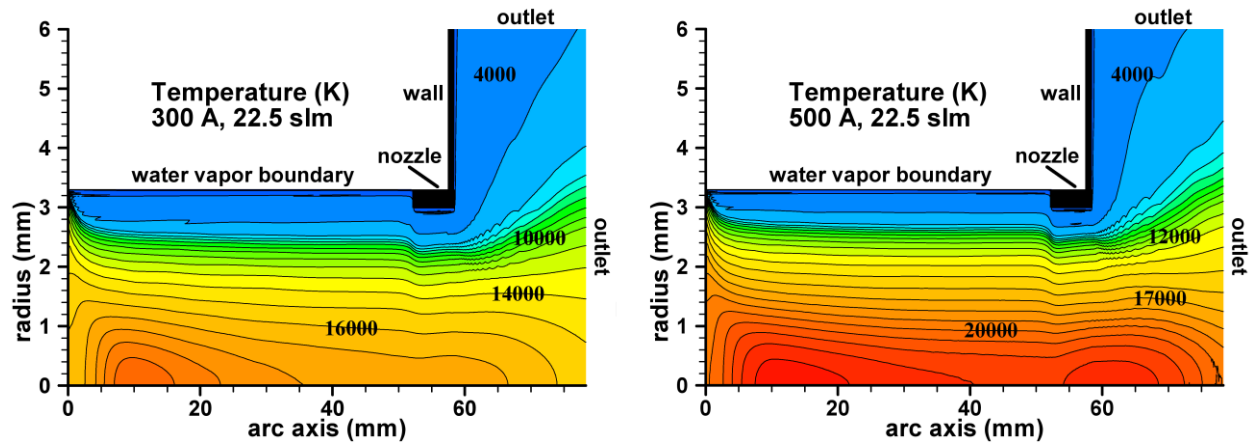 outlet
6
5
4
3
2
1
0
radius (mm)
Temperature (K)
300 A, 22.5 slm
4000
wall
nozzle
water vapor boundary
10000
14000
16000
outlet
0
20
40
60
arc axis (mm)
outlet
6
5
4
3
2
1
0
radius (mm)
Temperature (K)
500 A, 22.5 slm
4000
wall
nozzle
water vapor boundary
12000
17000
20000
outlet
0
20
40
60
arc axis (mm)